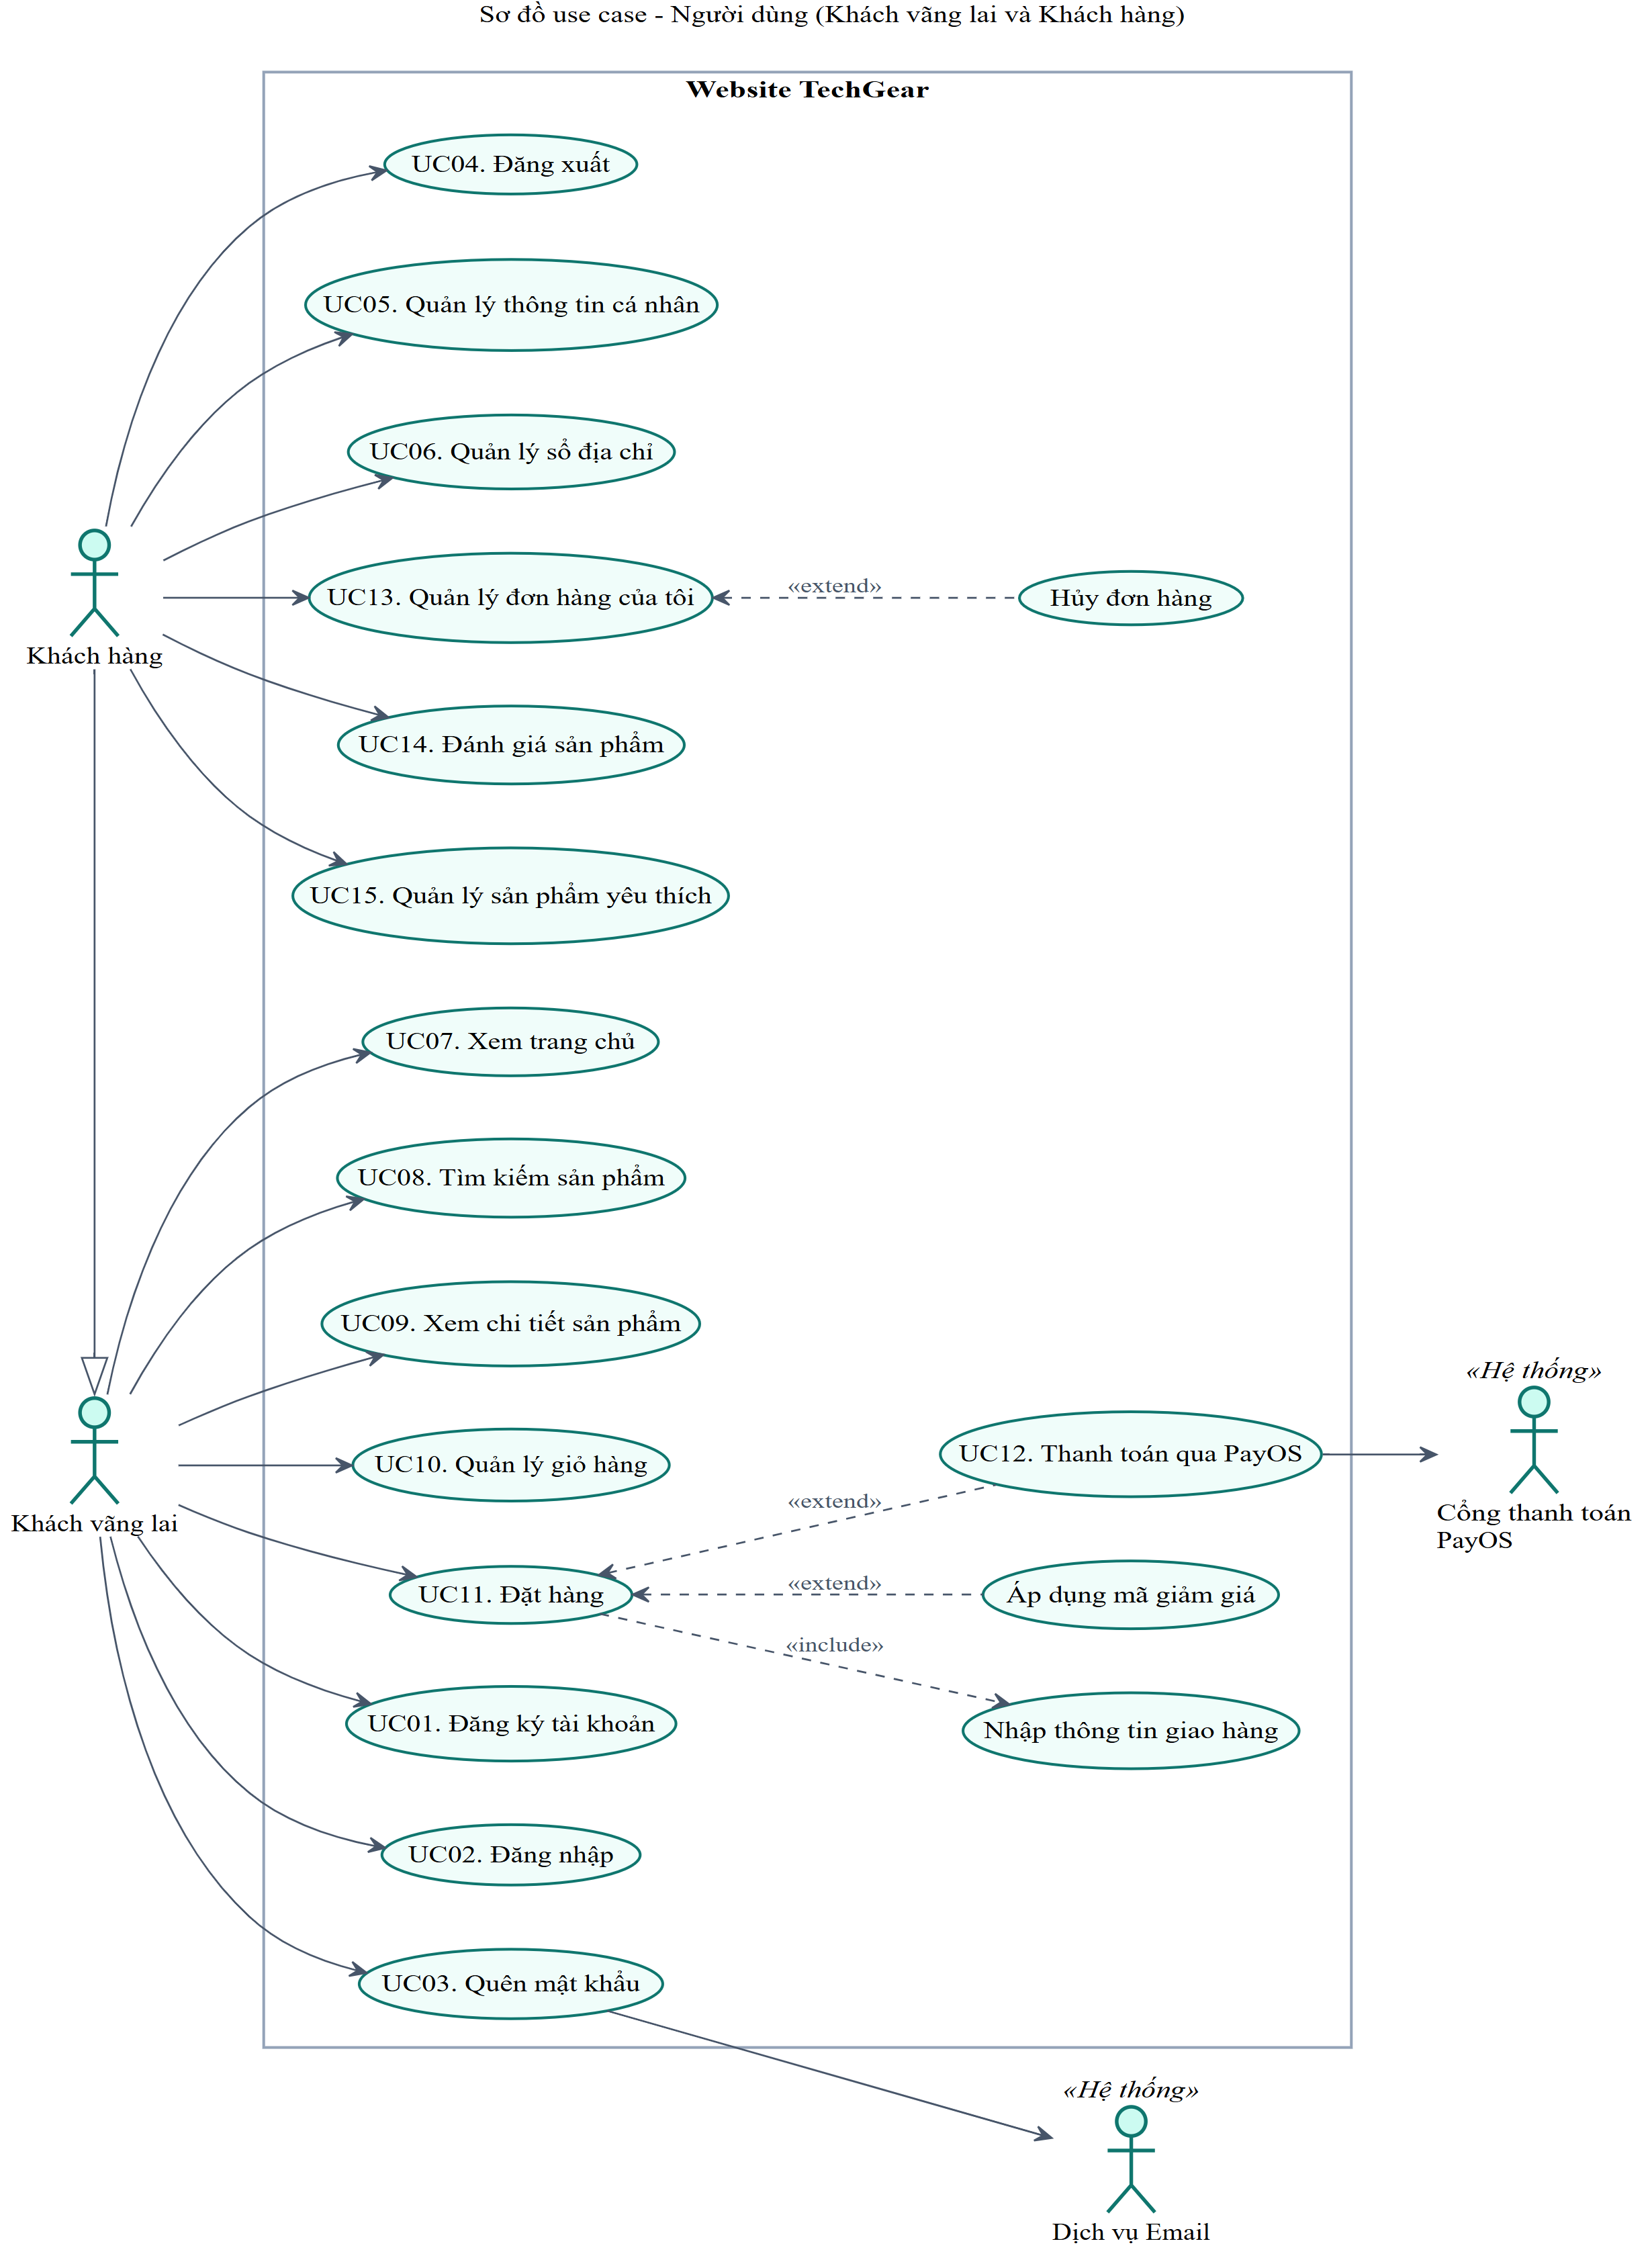 Sơ đồ use case - Người dùng (Khách vãng lai và Khách hàng)
Website TechGear
UC04. Đăng xuất
UC05. Quản lý thông tin cá nhân
UC06. Quản lý sổ địa chỉ
UC13. Quản lý đơn hàng của tôi
«extend»
Hủy đơn hàng
Khách hàng
UC14. Đánh giá sản phẩm
UC15. Quản lý sản phẩm yêu thích
UC07. Xem trang chủ
UC08. Tìm kiếm sản phẩm
UC09. Xem chi tiết sản phẩm
«Hệ thống»
UC12. Thanh toán qua PayOS
UC10. Quản lý giỏ hàng
«extend»
Cổng thanh toán
PayOS
Khách vãng lai
«extend»
UC11. Đặt hàng
Áp dụng mã giảm giá
«include»
UC01. Đăng ký tài khoản
Nhập thông tin giao hàng
UC02. Đăng nhập
UC03. Quên mật khẩu
«Hệ thống»
Dịch vụ Email